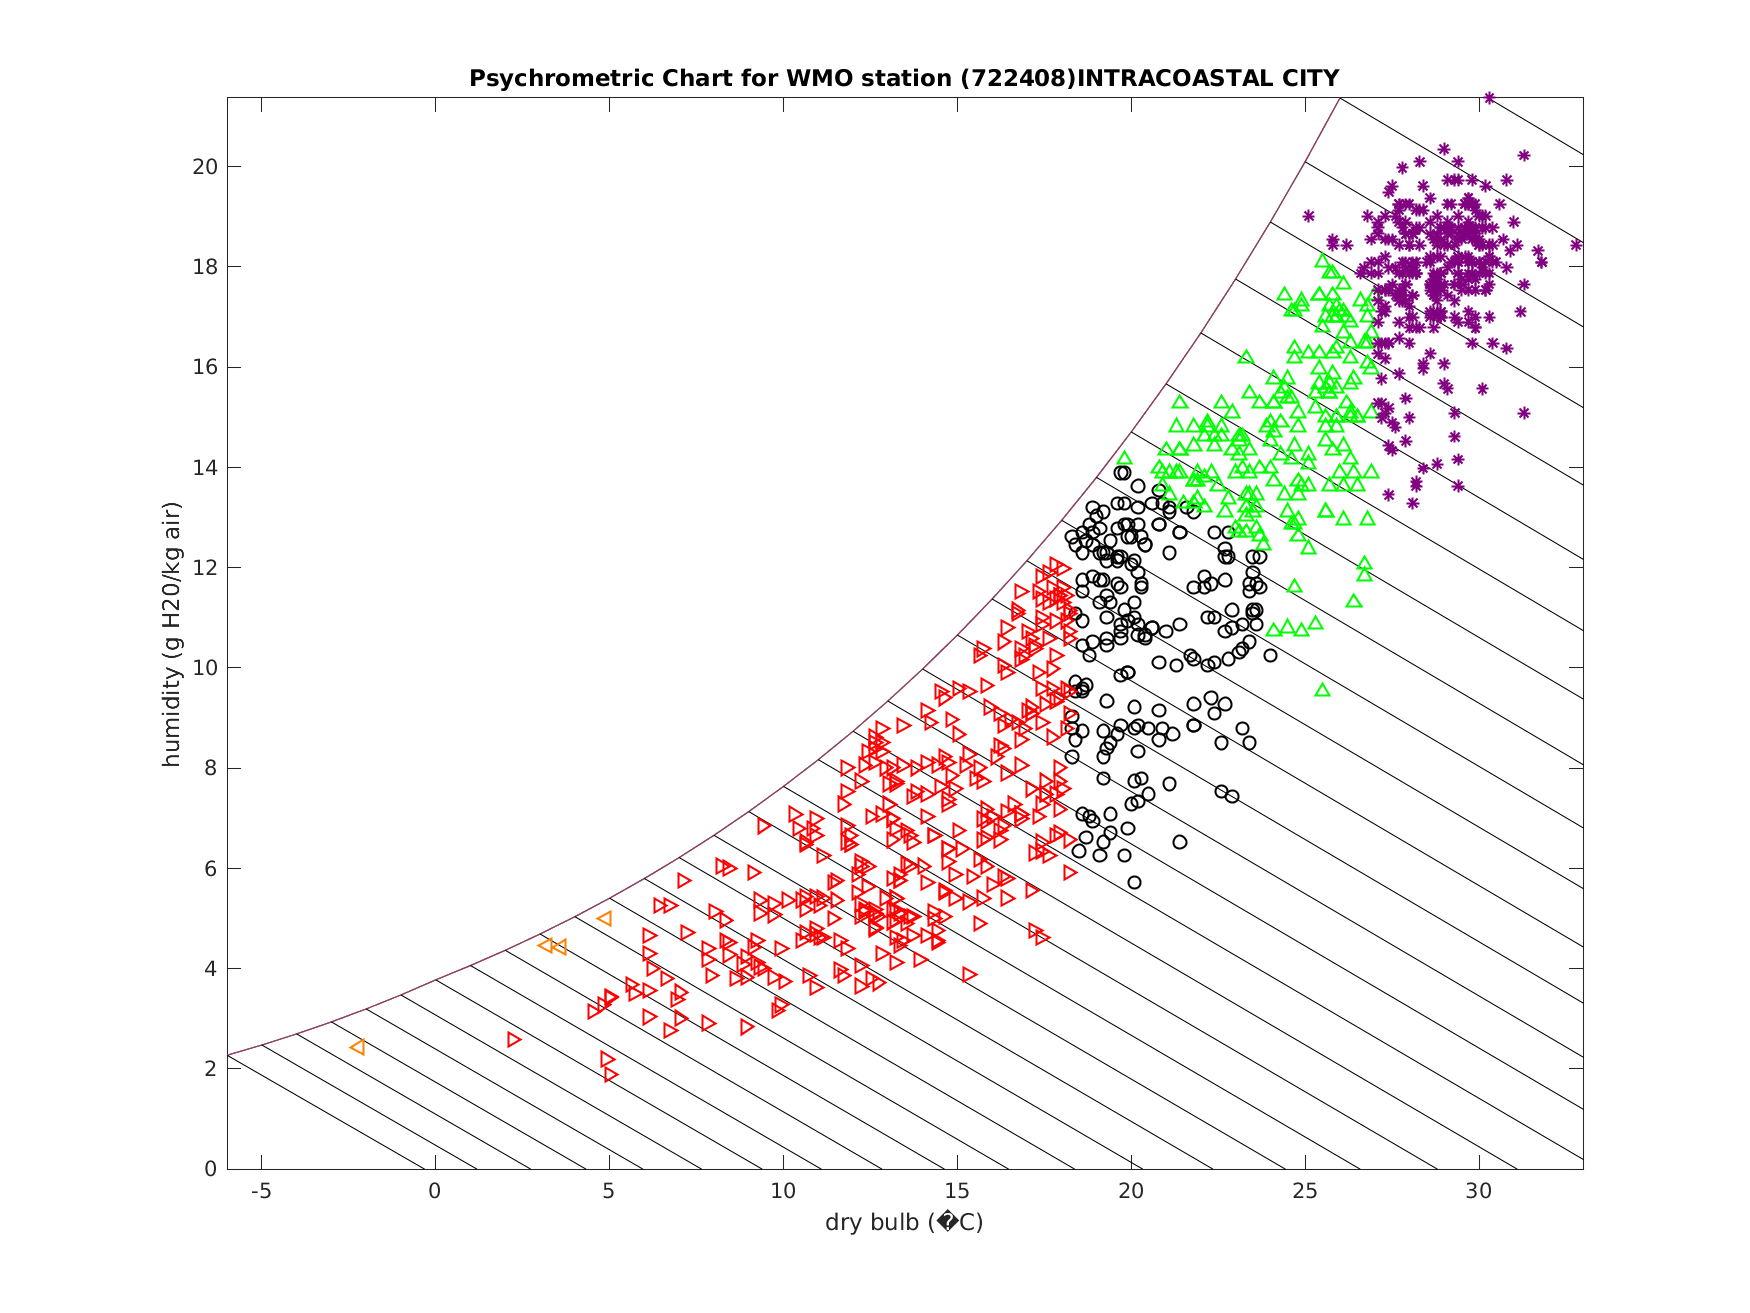 Psychrometric Chart for WMO station (722408)INTRACOASTAL CITY
20
18
16
14
12
10
8
6
4
2
0
humidity (g H20/kg air)
-5 0 5 10 15 20 25 30
dry bulb (�C)